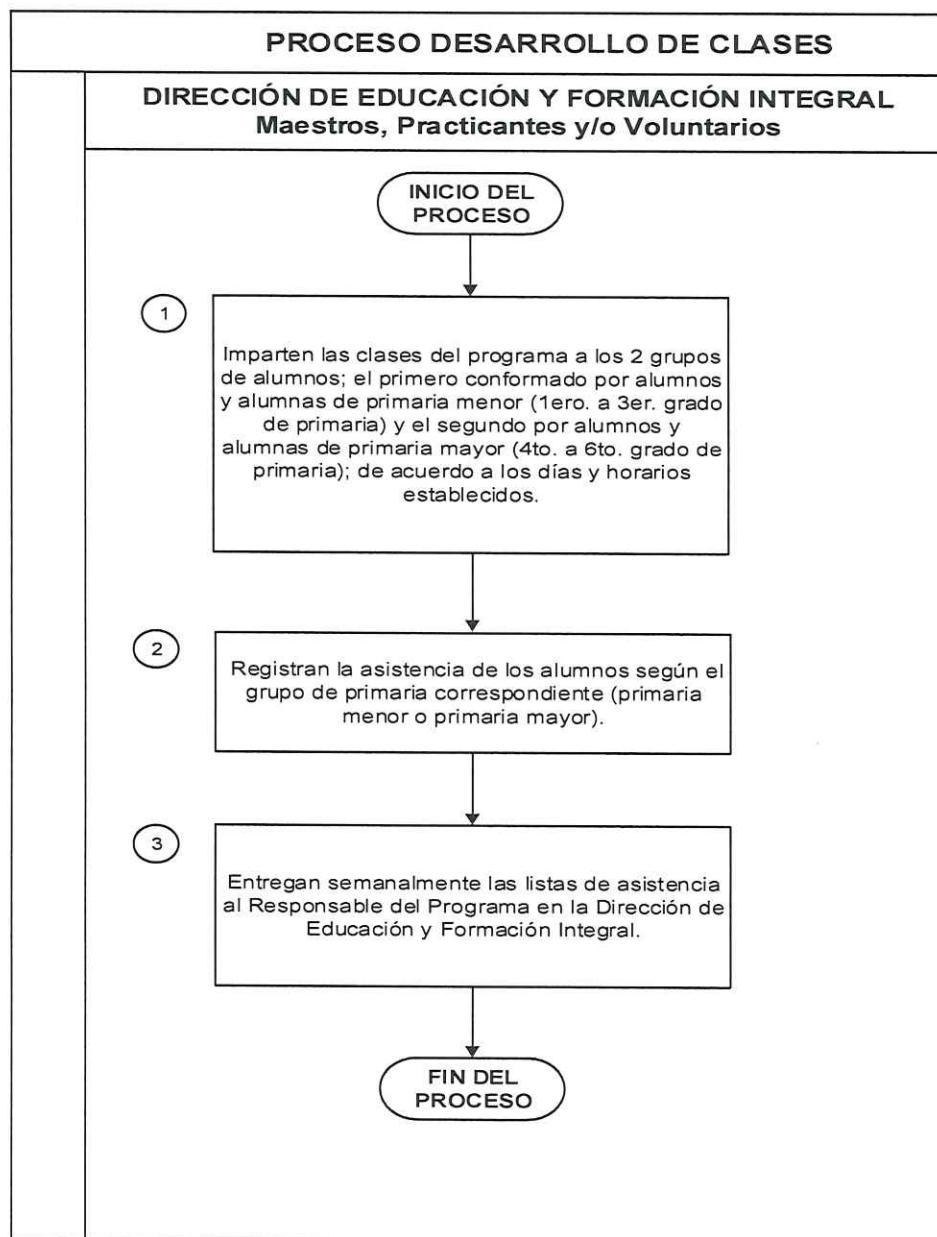 PROCESO DESARROLLO DE CLASES
DIRECCIÓN DE EDUCACIÓN Y FORMACIÓN INTEGRAL
Maestros, Practicantes y/o Voluntarios
INICIO DEL
PROCESO
1
Imparten las clases del programa a los 2 grupos
de alumnos; el primero conformado por alumnos
y alumnas de primaria menor (1ero. a 3er. grado
de primaria) y el segundo por alumnos y
alumnas de primaria mayor (4to. a 6to. grado de
primaria); de acuerdo a los días y horarios
establecidos.
2
Registran la asistencia de los alumnos según el
grupo de primaria correspondiente (primaria
menor o primaria mayor).
3
Entregan semanalmente las listas de asistencia
al Responsable del Programa en la Dirección de
Educación y Formación Integral.
FIN DEL
PROCESO